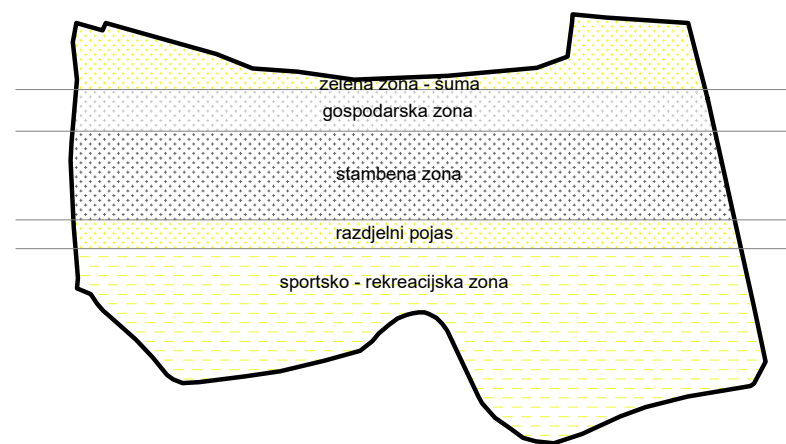 zelena zona - šuma
gospodarska zona
stambena zona
razdjelni pojas
sportsko - rekreacijska zona